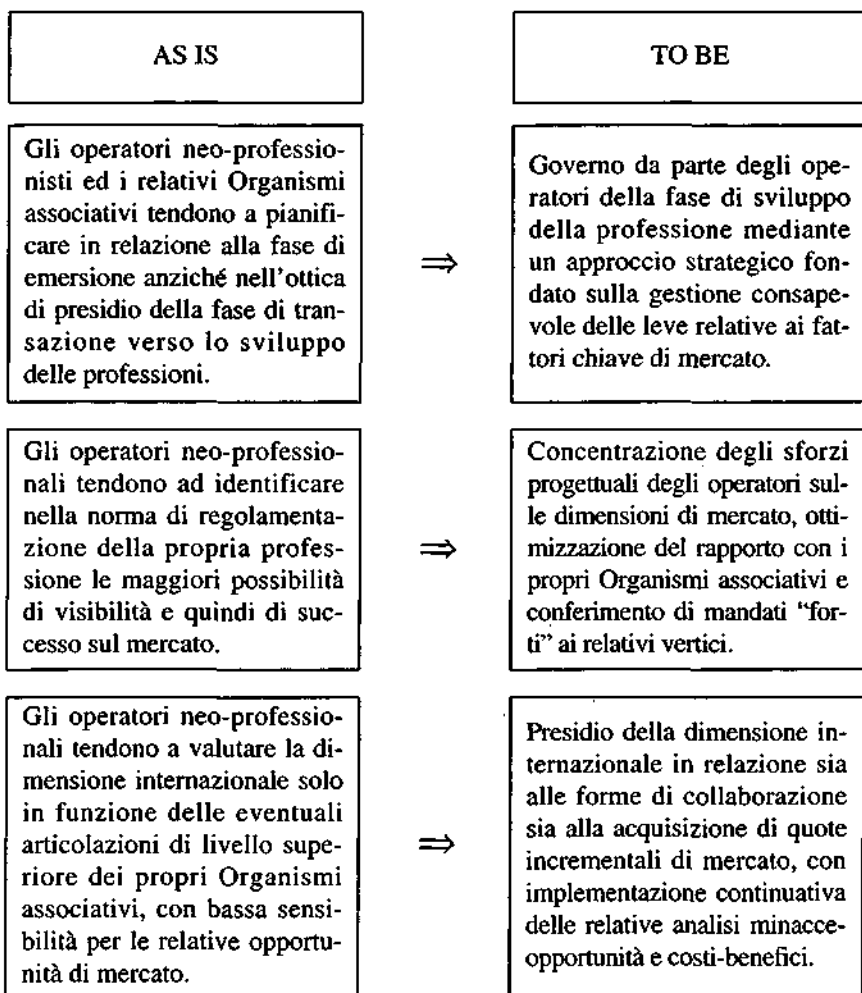 AS IS
TO BE
Gli operatori neo-professio-
nisti ed i relativi Organismi
associativi tendono a pianifi-
care in relazione alla fase di
emersione anziché nell'ottica
di presidio della fase di tran-
sazione verso lo sviluppo
delle professioni.
⇒
Governo da parte degli ope-
ratori della fase di sviluppo
della professione mediante
un approccio strategico fon-
dato sulla gestione consape-
vole delle leve relative ai fat-
tori chiave di mercato.
Gli operatori neo-professio-
nali tendono ad identificare
nella norma di regolamenta-
zione della propria profes-
sione le maggiori possibilità
di visibilità e quindi di suc-
cesso sul mercato.
⇒
Concentrazione degli sforzi
progettuali degli operatori sul-
le dimensioni di mercato, otti-
mizzazione del rapporto con i
propri Organismi associativi e
conferimento di mandati “for-
ti” ai relativi vertici.
Gli operatori neo-professio-
nali tendono a valutare la di-
mensione internazionale solo
in funzione delle eventuali
articolazioni di livello supe-
riore dei propri Organismi
associativi, con bassa sensi-
bilità per le relative opportu-
nità di mercato.
⇒
Presidio della dimensione in-
ternazionale in relazione sia
alle forme di collaborazione
sia alla acquisizione di quote
incrementali di mercato, con
implementazione continuativa
delle relative analisi minacce-
opportunità e costi-benefici.